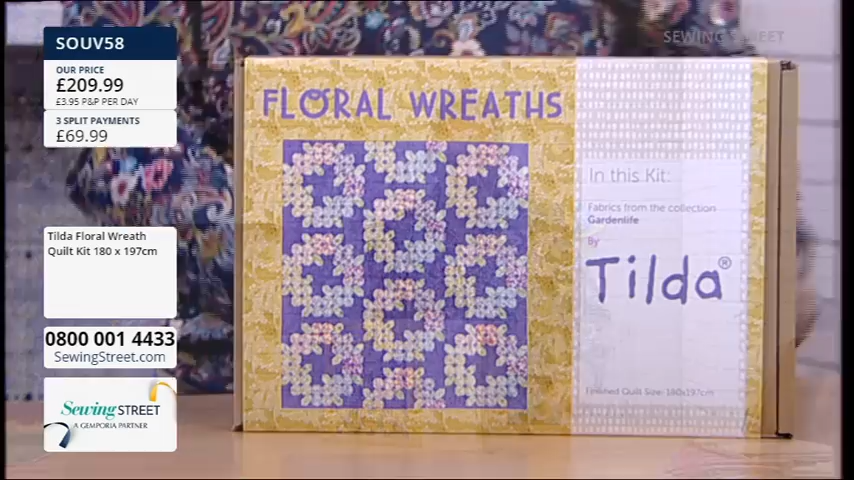 SOUV58
OUR PRICE
£209.99
£3.95 P&P PER DAY
3 SPLIT PAYMENTS
£69.99
Tilda Floral Wreath
Quilt Kit 180 x 197cm
0800 001 4433
SewingStreet.com
Sewing STREET
A GEMPORIA PARTNER
SEWING STREET
FLORAL WREATHS
In this Kit:
Fabrics from the collection
Gardenlife
By
Tilda®
Finished Quilt Size: 180x197cm